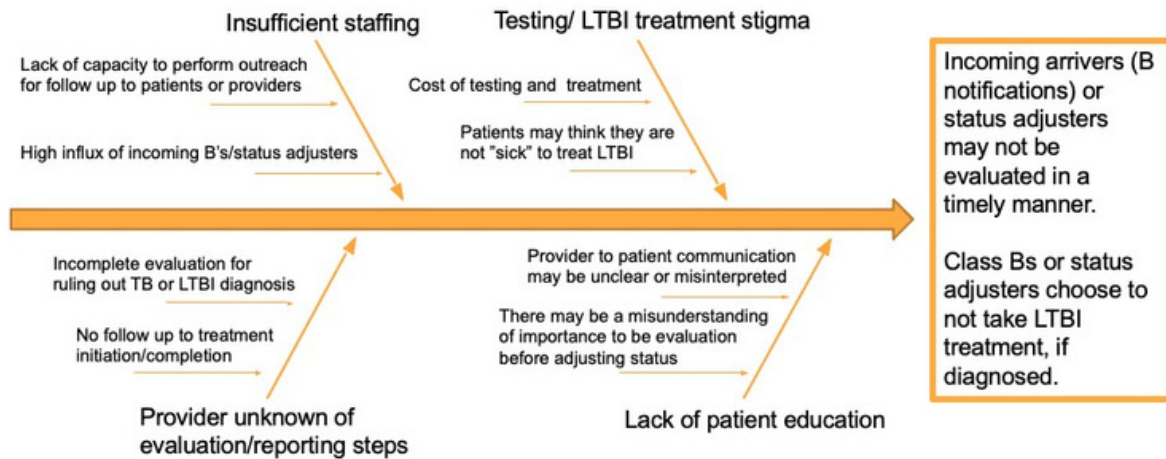 Insufficient staffing
Lack of capacity to perform outreach
for follow up to patients or providers
High influx of incoming B's/status adjusters
Testing/ LTBI treatment stigma
Cost of testing and treatment
Patients may think they are
not "sick" to treat LTBI
Incomplete evaluation for
ruling out TB or LTBI diagnosis
No follow up to treatment
initiation/completion
Provider unknown of
evaluation/reporting steps
Provider to patient communication
may be unclear or misinterpreted
There may be a misunderstanding
of importance to be evaluation
before adjusting status
Lack of patient education
Incoming arrivers (B
notifications) or
status adjusters
may not be
evaluated in a
timely manner.
Class Bs or status
adjusters choose to
not take LTBI
treatment, if
diagnosed.